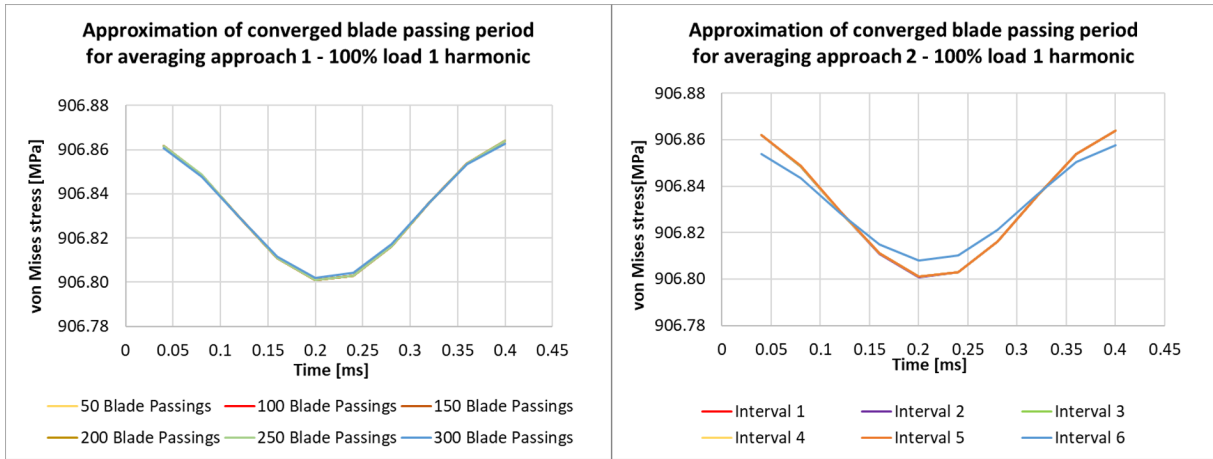 Approximation of converged blade passing period
for averaging approach 1 - 100% load 1 harmonic
von Mises stress[MPa]
906.88
906.86
906.84
906.82
906.80
906.78
0 0.05 0.1 0.15 0.2 0.25 0.3 0.35 0.4 0.45
Time [ms]
50 Blade Passings 100 Blade Passings 150 Blade Passings
200 Blade Passings 250 Blade Passings 300 Blade Passings
Approximation of converged blade passing period
for averaging approach 2 - 100% load 1 harmonic
von Mises stress[MPa]
906.88
906.86
906.84
906.82
906.80
906.78
0 0.05 0.1 0.15 0.2 0.25 0.3 0.35 0.4 0.45
Time [ms]
Interval 1 Interval 2 Interval 3
Interval 4 Interval 5 Interval 6